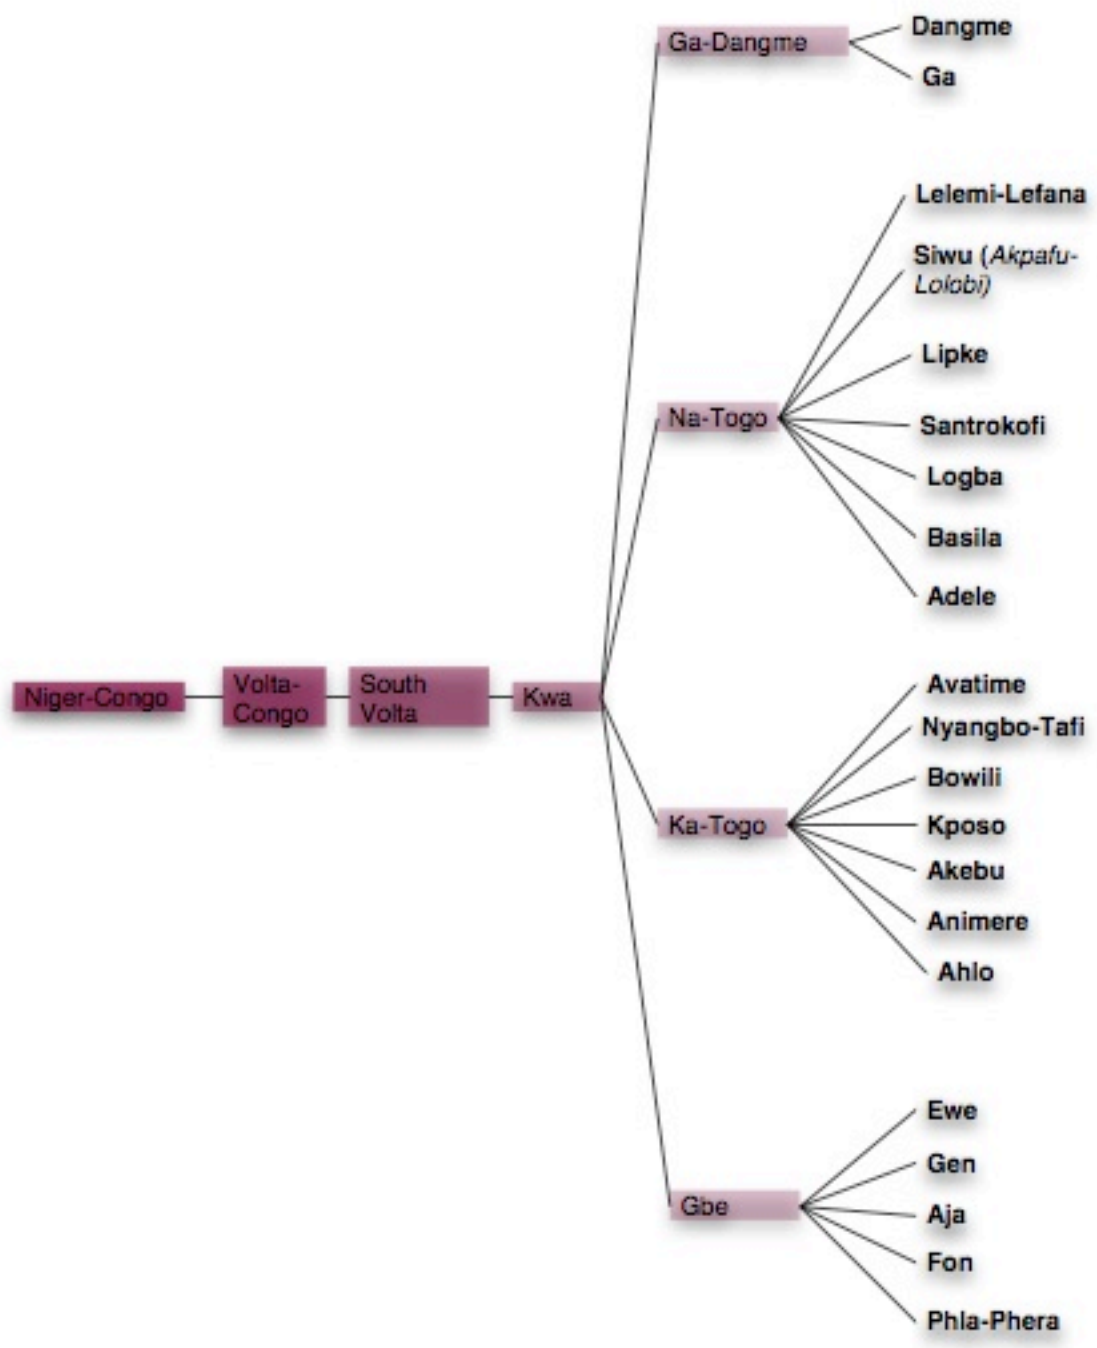 Ga-Dangme
Dangme
Ga
Na-Togo
Lelemi-Lefana
Siwu (Akpafu-
Lolobi)
Lipke
Santrokofi
Logba
Basila
Adele
Niger-Congo
Volta-
Congo
South
Volta
Kwa
Ka-Togo
Avatime
Nyangbo-Tafi
Bowili
Kposo
Akebu
Animere
Ahlo
Gbe
Ewe
Gen
Aja
Fon
Phla-Phera